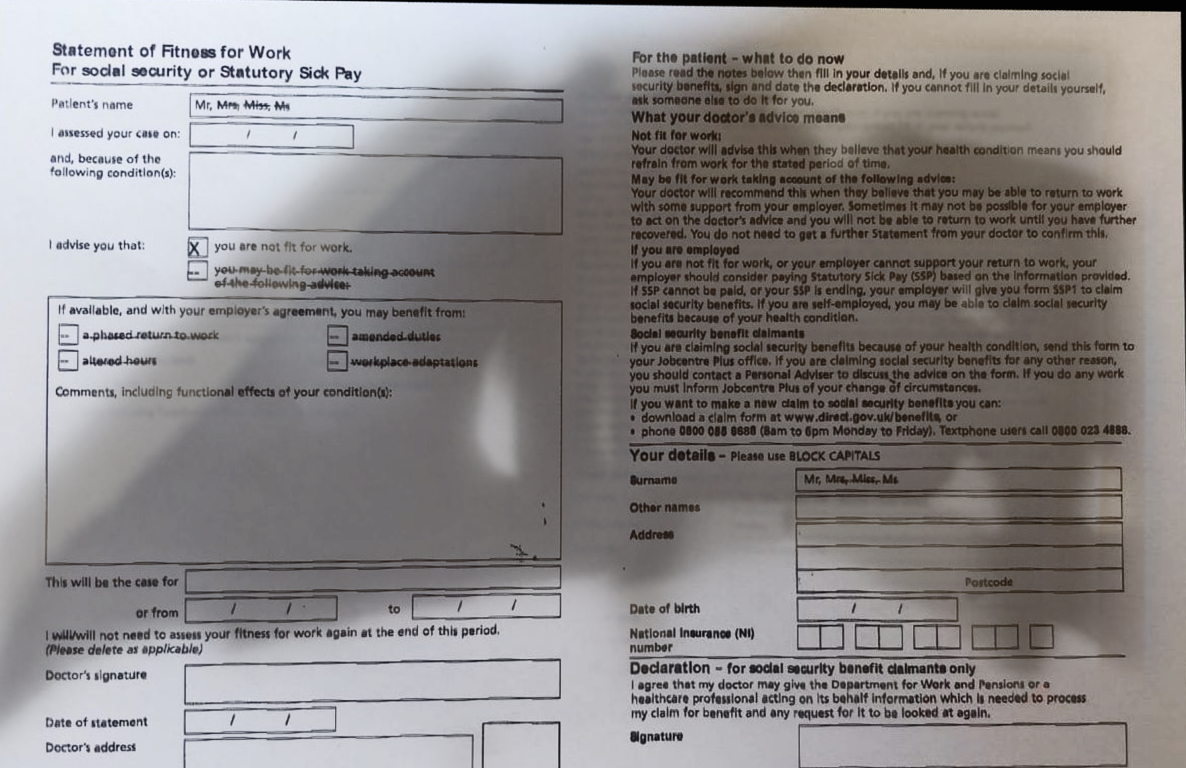 Statement of Fitness for Work
For social security or Statutory Sick Pay
Patient's name
Mr, Mrs, Miss, Ms
I assessed your case on:
/ /
and, because of the
following condition(s):
I advise you that:
X you are not fit for work.
-- you may be fit for work taking account
of the following advice:
If available, and with your employer's agreement, you may benefit from:
-- a phased return to work
-- amended duties
-- altered hours
-- workplace adaptations
Comments, including functional effects of your condition(s):
This will be the case for
or from / / to / /
I will/will not need to assess your fitness for work again at the end of this period.
(Please delete as applicable)
Doctor's signature
Date of statement / /
Doctor's address
For the patient – what to do now
Please read the notes below then fill in your details and, if you are claiming social
security benefits, sign and date the declaration. If you cannot fill in your details yourself,
ask someone else to do it for you.
What your doctor's advice means
Not fit for work:
Your doctor will advise this when they believe that your health condition means you should
refrain from work for the stated period of time.
May be fit for work taking account of the following advice:
Your doctor will recommend this when they believe that you may be able to return to work
with some support from your employer. Sometimes it may not be possible for your employer
to act on the doctor's advice and you will not be able to return to work until you have further
recovered. You do not need to get a further Statement from your doctor to confirm this.
If you are employed
If you are not fit for work, or your employer cannot support your return to work, your
employer should consider paying Statutory Sick Pay (SSP) based on the information provided.
If SSP cannot be paid, or your SSP is ending, your employer will give you form SSP1 to claim
social security benefits. If you are self-employed, you may be able to claim social security
benefits because of your health condition.
Social security benefit claimants
If you are claiming social security benefits because of your health condition, send this form to
your Jobcentre Plus office. If you are claiming social security benefits for any other reason,
you should contact a Personal Adviser to discuss the advice on the form. If you do any work
you must inform Jobcentre Plus of your change of circumstances.
If you want to make a new claim to social security benefits you can:
• download a claim form at www.direct.gov.uk/benefits, or
• phone 0800 055 6688 (8am to 6pm Monday to Friday). Textphone users call 0800 023 4888.
Your details – Please use BLOCK CAPITALS
Surname
Mr, Mrs, Miss, Ms
Other names
Address
Postcode
Date of birth / /
National Insurance (NI)
number
Declaration – for social security benefit claimants only
I agree that my doctor may give the Department for Work and Pensions or a
healthcare professional acting on its behalf information which is needed to process
my claim for benefit and any request for it to be looked at again.
Signature